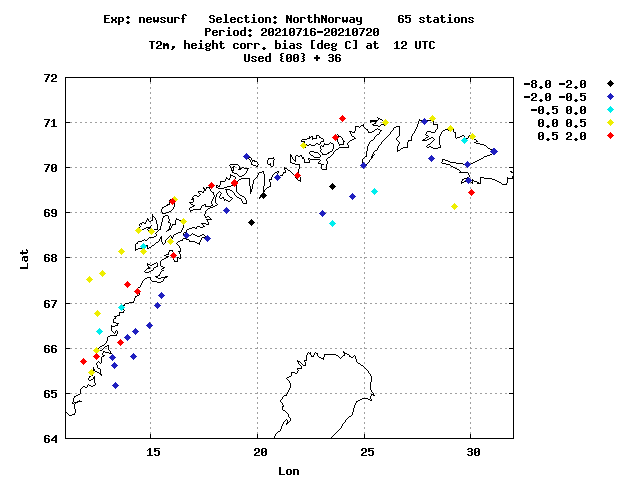 Exp: newsurf   Selection: NorthNorway     65 stations
Period: 20210716-20210720
T2m, height corr. bias [deg C] at  12 UTC
Used {00} + 36
-8.0 -2.0
-2.0 -0.5
-0.5 0.0
0.0 0.5
0.5 2.0
72
71
70
69
68
67
66
65
64
Lat
15 20 25 30
Lon